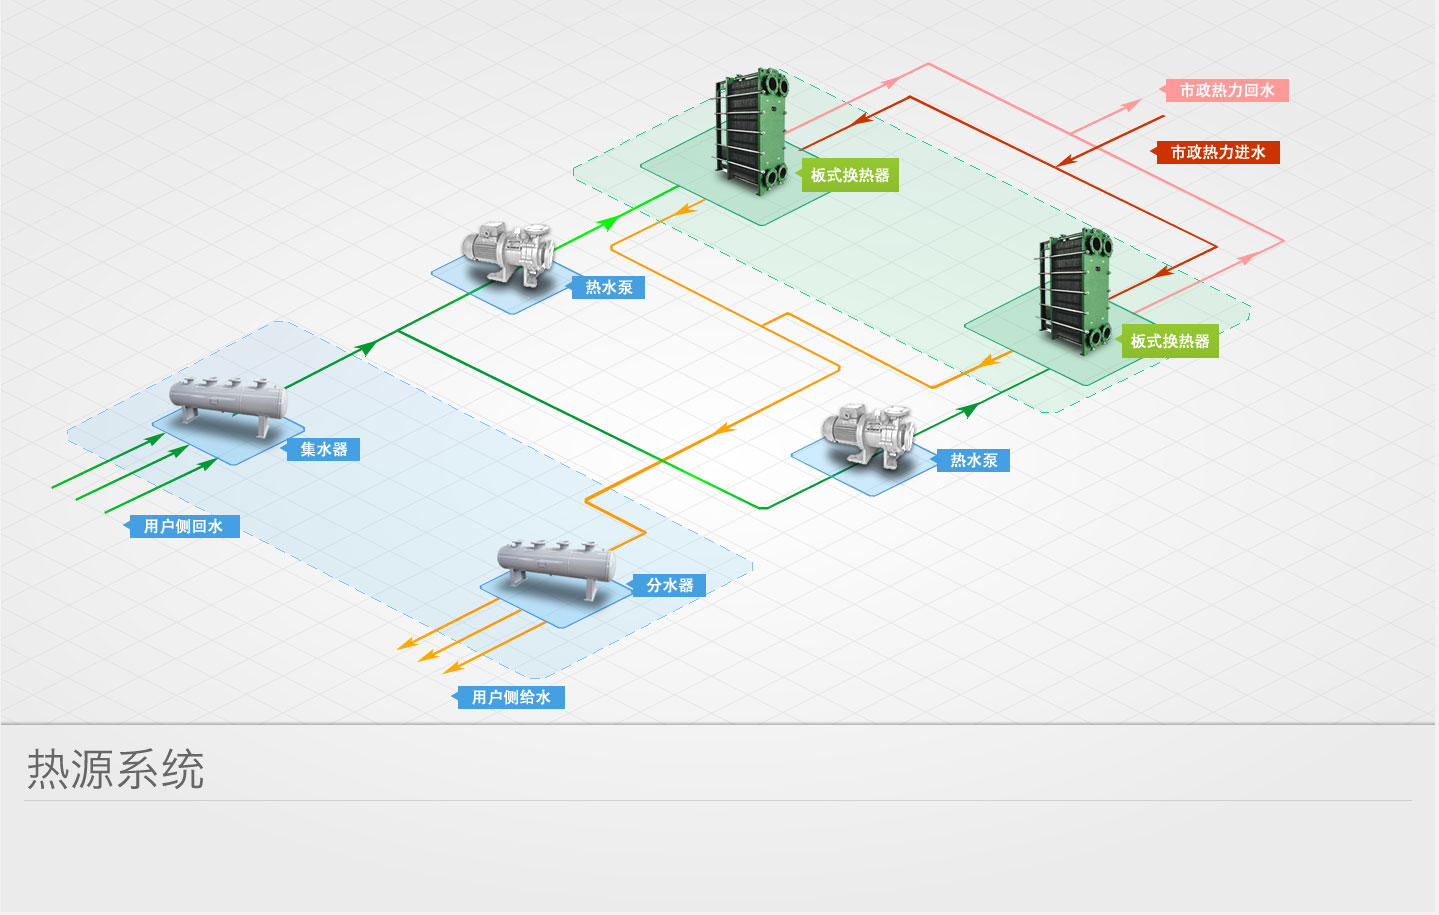 市政热力回水
市政热力进水
板式换热器
热水泵
板式换热器
集水器
热水泵
用户侧回水
分水器
用户侧给水
热源系统